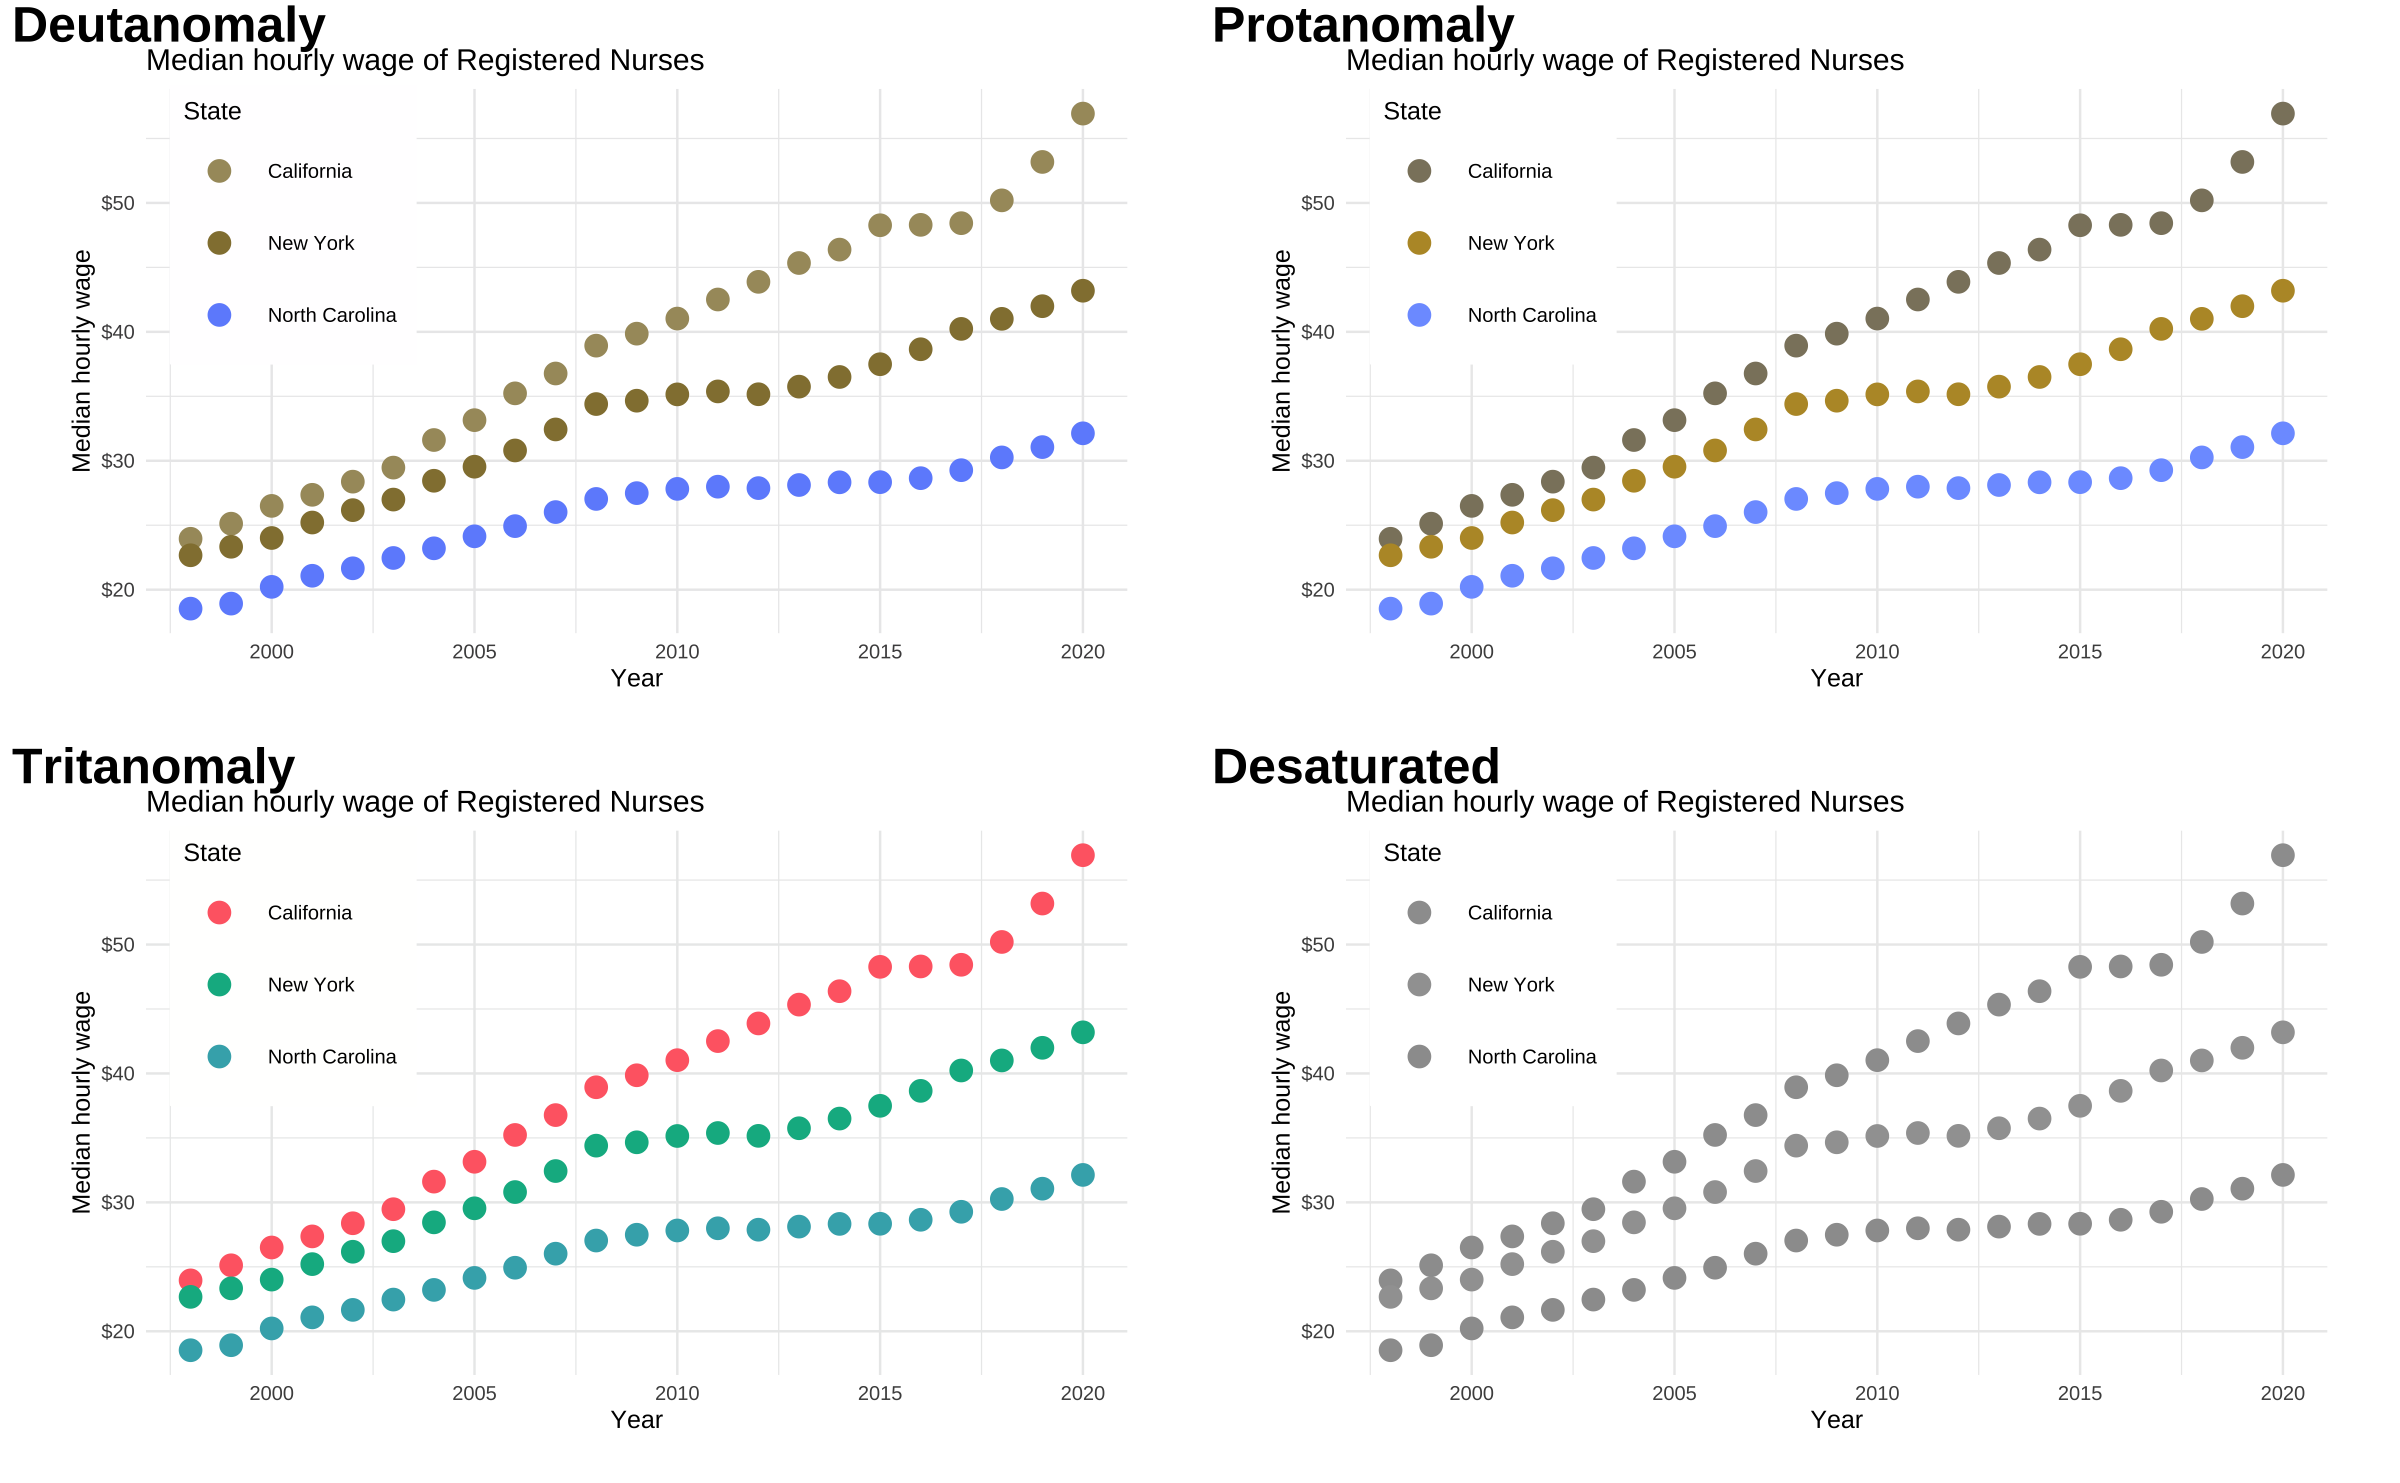 Deutanomaly
Median hourly wage of Registered Nurses
State
California
New York
North Carolina
Median hourly wage
$50
$40
$30
$20
2000 2005 2010 2015 2020
Year
Protanomaly
Median hourly wage of Registered Nurses
State
California
New York
North Carolina
Median hourly wage
$50
$40
$30
$20
2000 2005 2010 2015 2020
Year
Tritanomaly
Median hourly wage of Registered Nurses
State
California
New York
North Carolina
Median hourly wage
$50
$40
$30
$20
2000 2005 2010 2015 2020
Year
Desaturated
Median hourly wage of Registered Nurses
State
California
New York
North Carolina
Median hourly wage
$50
$40
$30
$20
2000 2005 2010 2015 2020
Year